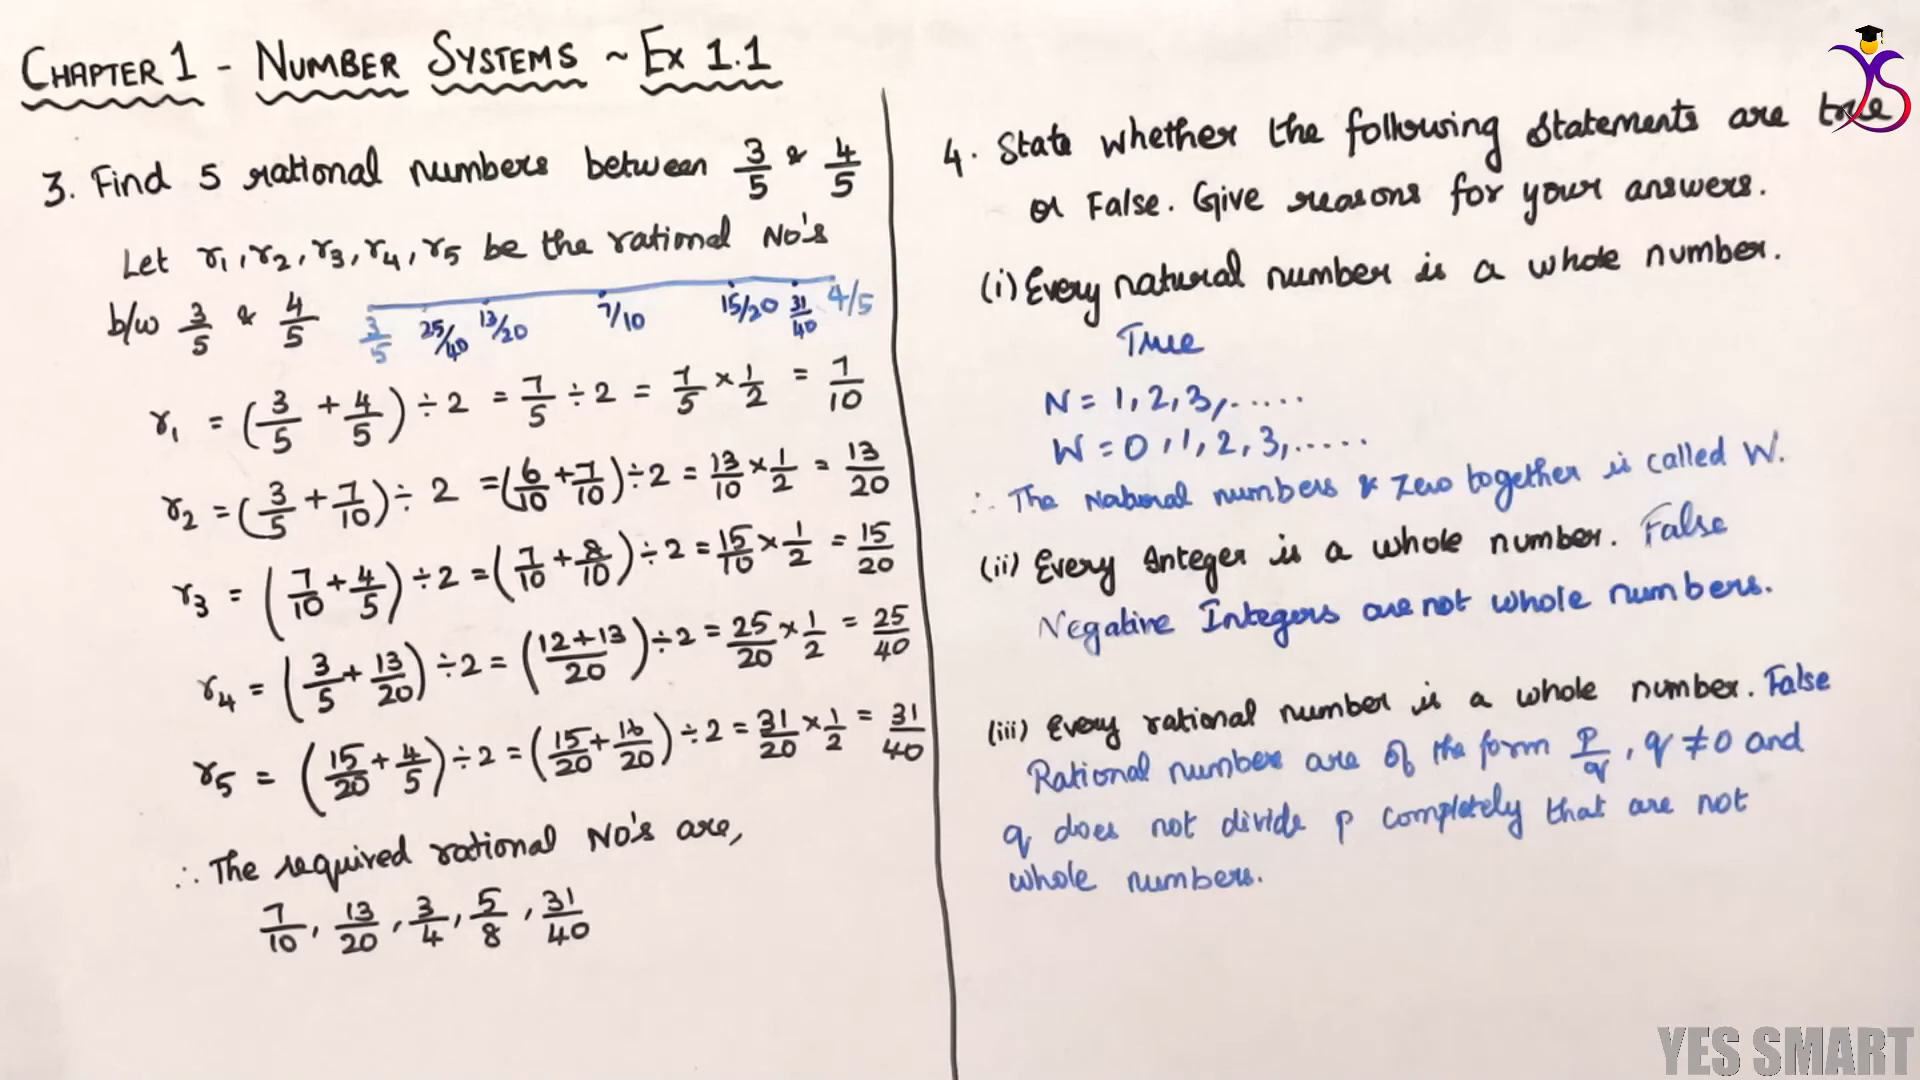 CHAPTER 1 - NUMBER SYSTEMS ~ Ex 1.1
3. Find 5 rational numbers between 3/5 & 4/5
Let r1, r2, r3, r4, r5 be the rational No's
b/w 3/5 & 4/5
3/5 25/40 13/20 7/10 15/20 31/40 4/5
r1 = (3/5 + 4/5) ÷ 2 = 7/5 ÷ 2 = 7/5 × 1/2 = 7/10
r2 = (3/5 + 7/10) ÷ 2 = (6/10 + 7/10) ÷ 2 = 13/10 × 1/2 = 13/20
r3 = (7/10 + 4/5) ÷ 2 = (7/10 + 8/10) ÷ 2 = 15/10 × 1/2 = 15/20
r4 = (3/5 + 13/20) ÷ 2 = (12+13/20) ÷ 2 = 25/20 × 1/2 = 25/40
r5 = (15/20 + 4/5) ÷ 2 = (15/20 + 16/20) ÷ 2 = 31/20 × 1/2 = 31/40
∴ The required rational No's are,
7/10, 13/20, 3/4, 5/8, 31/40
4. State whether the following statements are true
or False. Give reasons for your answers.
(i) Every natural number is a whole number.
True
N = 1, 2, 3, .....
W = 0, 1, 2, 3, .....
∴ The Natural numbers & Zero together is called W.
(ii) Every Integer is a whole number. False
Negative Integers are not whole numbers.
(iii) Every rational number is a whole number. False
Rational number are of the form p/q, q ≠ 0 and
q does not divide p completely that are not
whole numbers.
YS
YES SMART